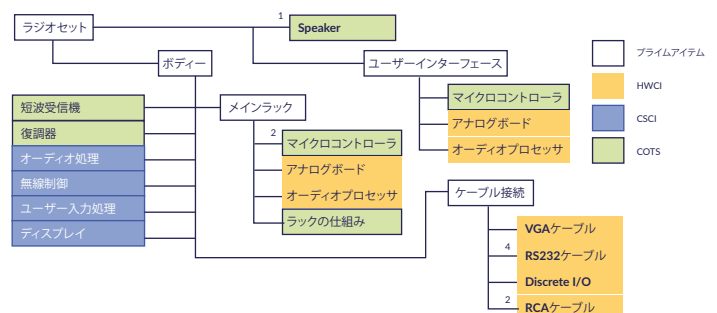 ラジオセット
1
Speaker
ボディー
ユーザーインターフェース
プライムアイテム
HWCI
CSCI
COTS
短波受信機
復調器
オーディオ処理
無線制御
ユーザー入力処理
ディスプレイ
メインラック
2
マイクロコントローラ
アナログボード
オーディオプロセッサ
ラックの仕組み
マイクロコントローラ
アナログボード
オーディオプロセッサ
ケーブル接続
VGAケーブル
4
RS232ケーブル
Discrete I/O
2
RCAケーブル